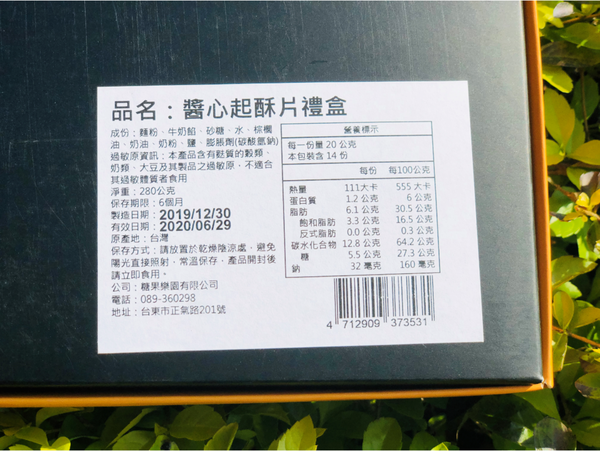 品名：醬心起酥片禮盒
成份：麵粉、牛奶餡、砂糖、水、棕櫚
油、奶油、奶粉、鹽、膨脹劑(碳酸氫鈉)
過敏原資訊：本產品含有麩質的穀類、
奶類、大豆及其製品之過敏原，不適合
其過敏體質者食用
淨重：280公克
保存期限：6個月
製造日期：2019/12/30
有效日期：2020/06/29
原產地：台灣
保存方式：請放置於乾燥陰涼處、避免
陽光直接照射，常溫保存，產品開封後
請立即食用。
公司：糖果樂園有限公司
電話：089-360298
地址：台東市正氣路201號
營養標示
每一份量 20 公克
本包裝含 14 份
每份 每100公克
熱量 111大卡 555 大卡
蛋白質 1.2 公克 6 公克
脂肪 6.1 公克 30.5 公克
飽和脂肪 3.3 公克 16.5 公克
反式脂肪 0.0 公克 0.3 公克
碳水化合物 12.8 公克 64.2 公克
糖 5.5 公克 27.3 公克
鈉 32 毫克 160 毫克
4 712909 373531